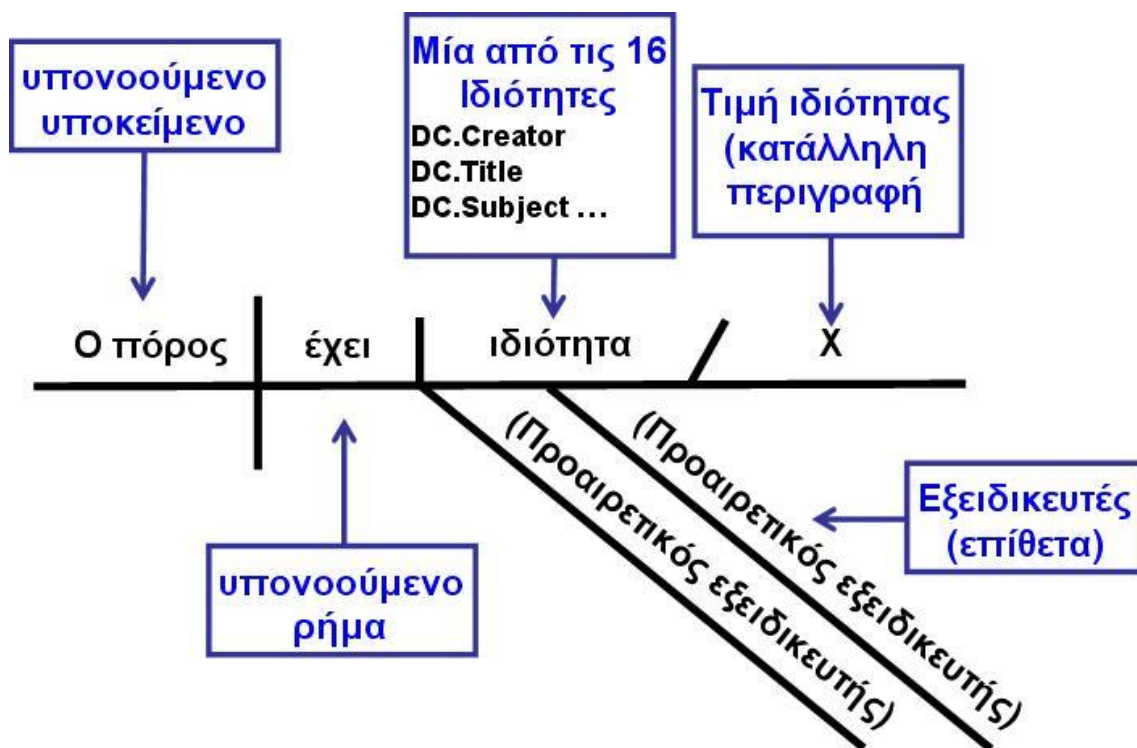 υπονοούμενο
υποκείμενο
Μία από τις 16
Ιδιότητες
DC.Creator
DC.Title
DC.Subject ...
Τιμή ιδιότητας
(κατάλληλη
περιγραφή
Ο πόρος έχει ιδιότητα X
(Προαιρετικός εξειδικευτής)
(Προαιρετικός εξειδικευτής)
Εξειδικευτές
(επίθετα)
υπονοούμενο
ρήμα